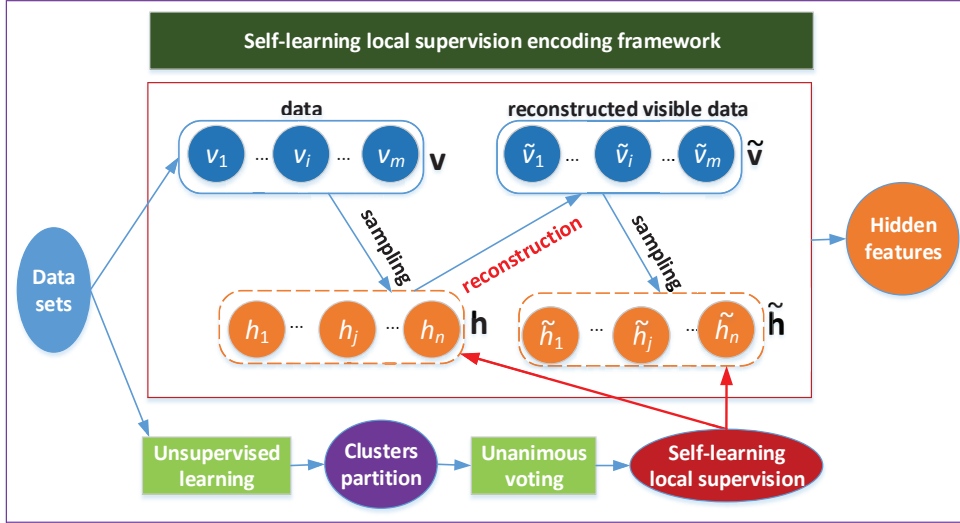 Self-learning local supervision encoding framework
data
reconstructed visible data
v₁ ... vᵢ ... vₘ v
ṽ₁ ... ṽᵢ ... ṽₘ ṽ
sampling
reconstruction
sampling
Data
sets
Hidden
features
h₁ ... hⱼ ... hₙ h
h̃₁ ... h̃ⱼ ... h̃ₙ h̃
Unsupervised
learning
Clusters
partition
Unanimous
voting
Self-learning
local supervision